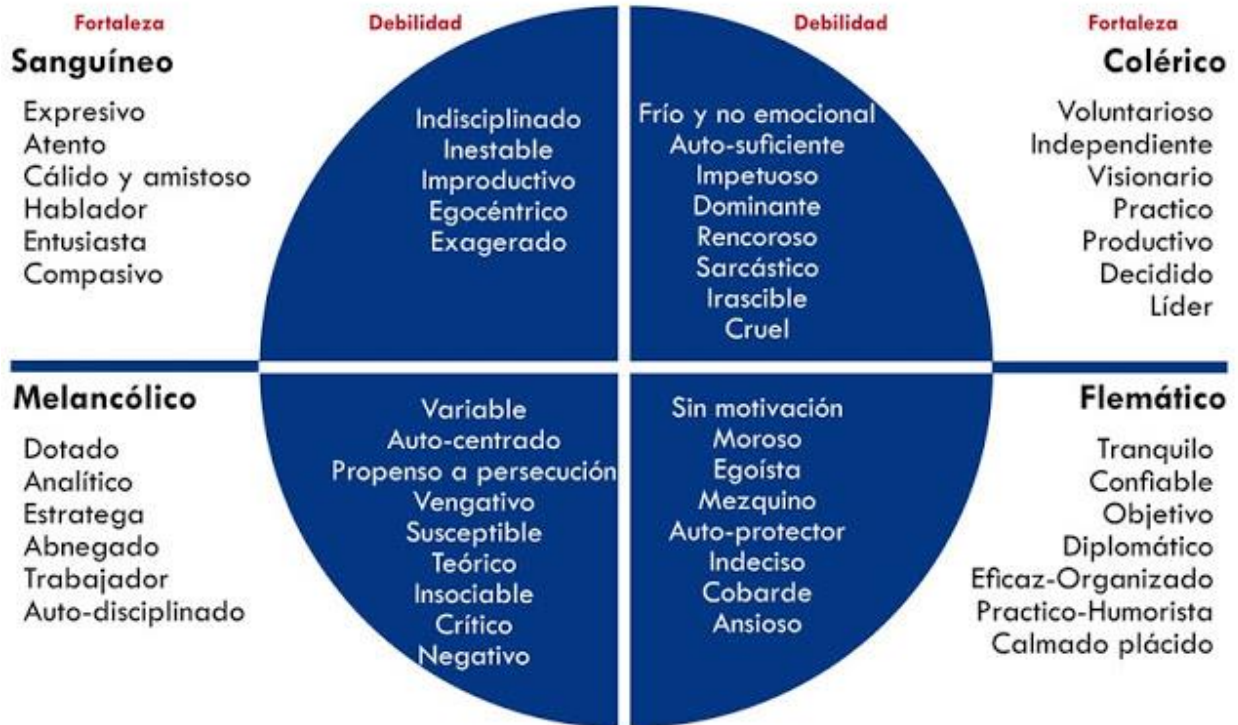 Fortaleza
Debilidad
Debilidad
Fortaleza
Sanguíneo
Expresivo
Atento
Cálido y amistoso
Hablador
Entusiasta
Compasivo
Indisciplinado
Inestable
Improductivo
Egocéntrico
Exagerado
Frío y no emocional
Auto-suficiente
Impetuoso
Dominante
Rencoroso
Sarcástico
Irascible
Cruel
Colérico
Voluntarioso
Independiente
Visionario
Practico
Productivo
Decidido
Líder
Melancólico
Dotado
Analítico
Estratega
Abnegado
Trabajador
Auto-disciplinado
Variable
Auto-centrado
Propenso a persecución
Vengativo
Susceptible
Teórico
Insociable
Crítico
Negativo
Sin motivación
Moroso
Egoísta
Mezquino
Auto-protector
Indeciso
Cobarde
Ansioso
Flemático
Tranquilo
Confiable
Objetivo
Diplomático
Eficaz-Organizado
Practico-Humorista
Calmado plácido